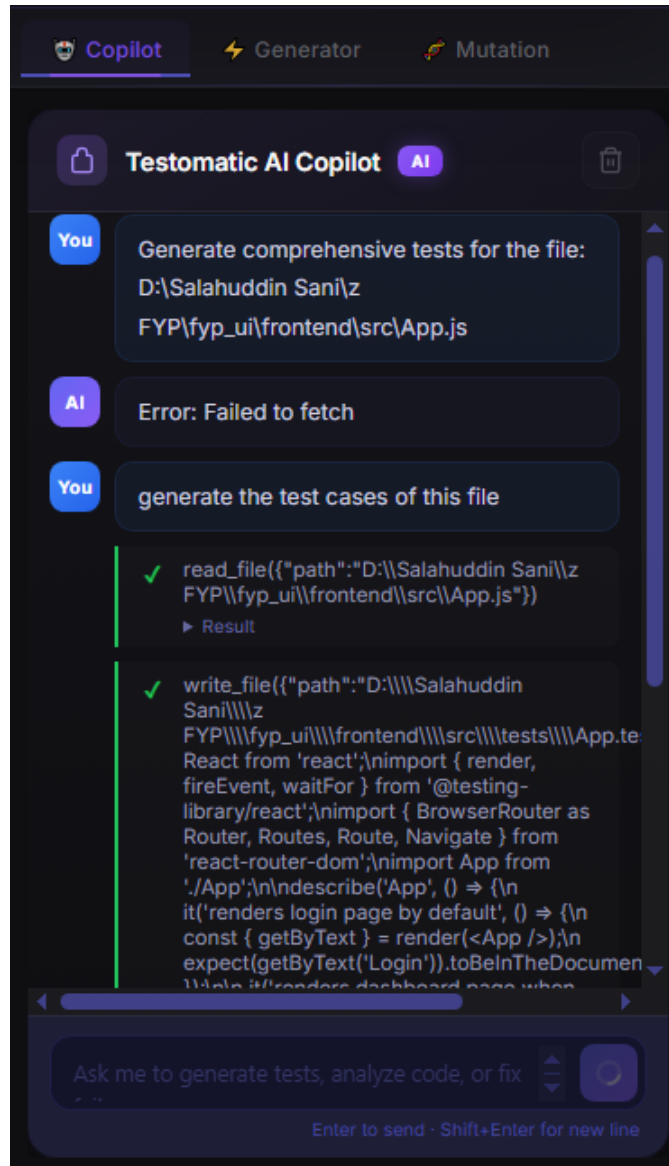 Copilot
Generator
Mutation
Testomatic AI Copilot AI
You
Generate comprehensive tests for the file:
D:\Salahuddin Sani\z
FYP\fyp_ui\frontend\src\App.js
AI
Error: Failed to fetch
You
generate the test cases of this file
✓ read_file({"path":"D:\\Salahuddin Sani\\z
FYP\\fyp_ui\\frontend\\src\\App.js"})
▶ Result
✓ write_file({"path":"D:\\\\Salahuddin
Sani\\\\z
FYP\\\\fyp_ui\\\\frontend\\\\src\\\\tests\\\\App.te
React from 'react';\nimport { render,
fireEvent, waitFor } from '@testing-
library/react';\nimport { BrowserRouter as
Router, Routes, Route, Navigate } from
'react-router-dom';\nimport App from
'./App';\n\ndescribe('App', () => {\n
it('renders login page by default', () => {\n
const { getByText } = render(<App />);\n
expect(getByText('Login')).toBeInTheDocumen
});\n\n it('renders dashboard page when
Ask me to generate tests, analyze code, or fix
Enter to send · Shift+Enter for new line